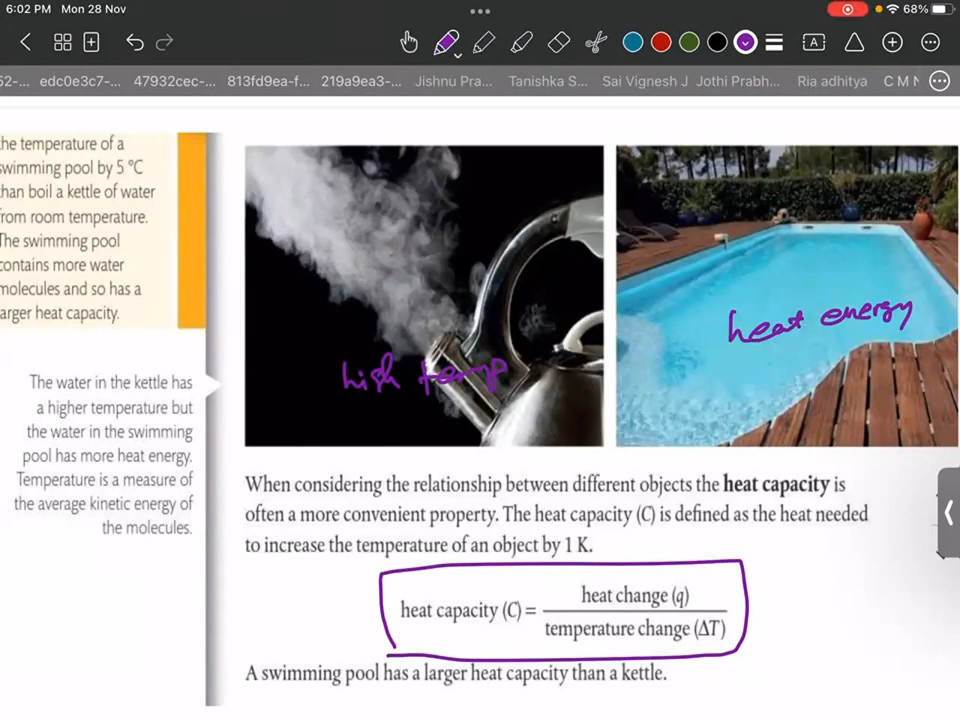 6:02 PM Mon 28 Nov
68%
A
52-...
edc0e3c7-...
47932cec-...
813fd9ea-f...
219a9ea3-...
Jishnu Pra...
Tanishka S...
Sai Vignesh J
Jothi Prabh...
Ria adhitya
C M N
he temperature of a
swimming pool by 5 °C
than boil a kettle of water
from room temperature.
The swimming pool
contains more water
molecules and so has a
larger heat capacity.
The water in the kettle has
a higher temperature but
the water in the swimming
pool has more heat energy.
Temperature is a measure of
the average kinetic energy of
the molecules.
high temp
heat energy
When considering the relationship between different objects the heat capacity is
often a more convenient property. The heat capacity (C) is defined as the heat needed
to increase the temperature of an object by 1 K.
heat capacity (C) = heat change (q)
temperature change (ΔT)
A swimming pool has a larger heat capacity than a kettle.